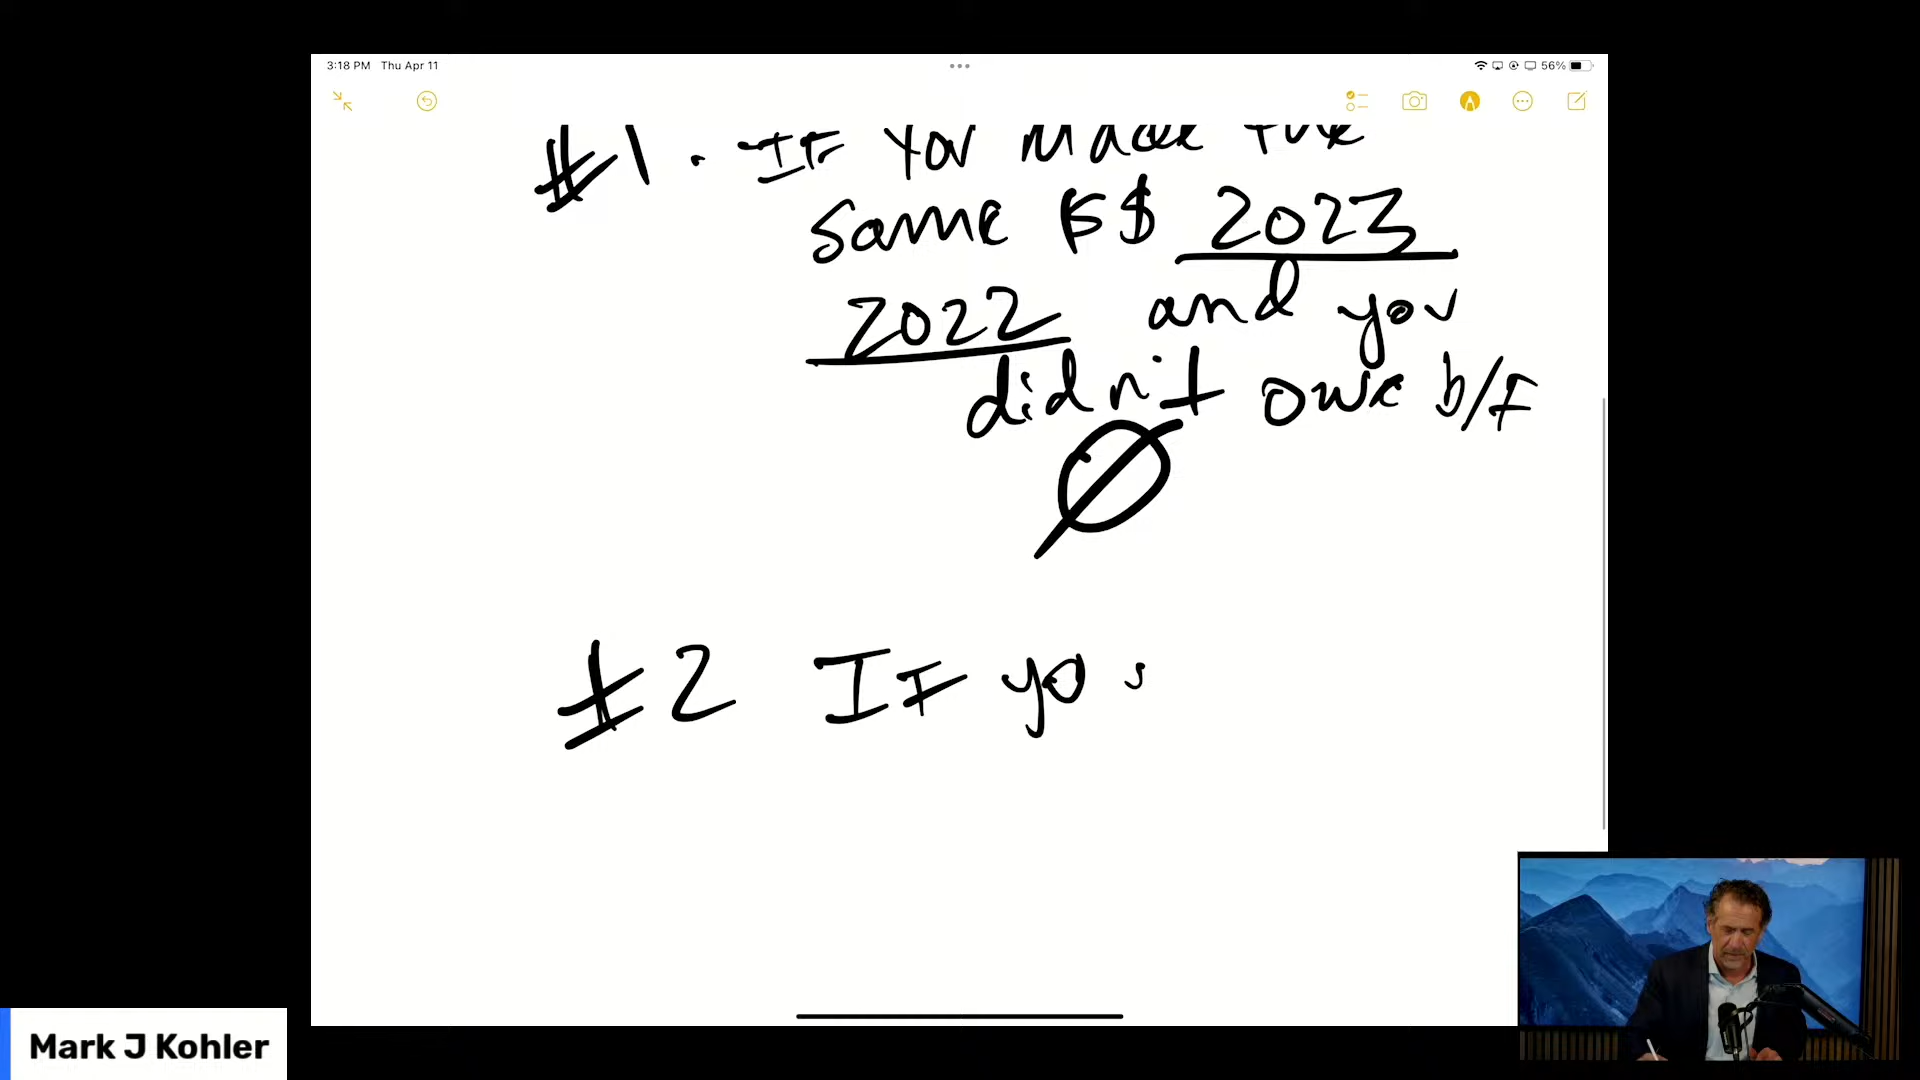 3:18 PM Thu Apr 11
56%
#1. IF you made the
same $$ 2023
2022 and you
didn't owe b/F
Ø
#2 IF yo
Mark J Kohler